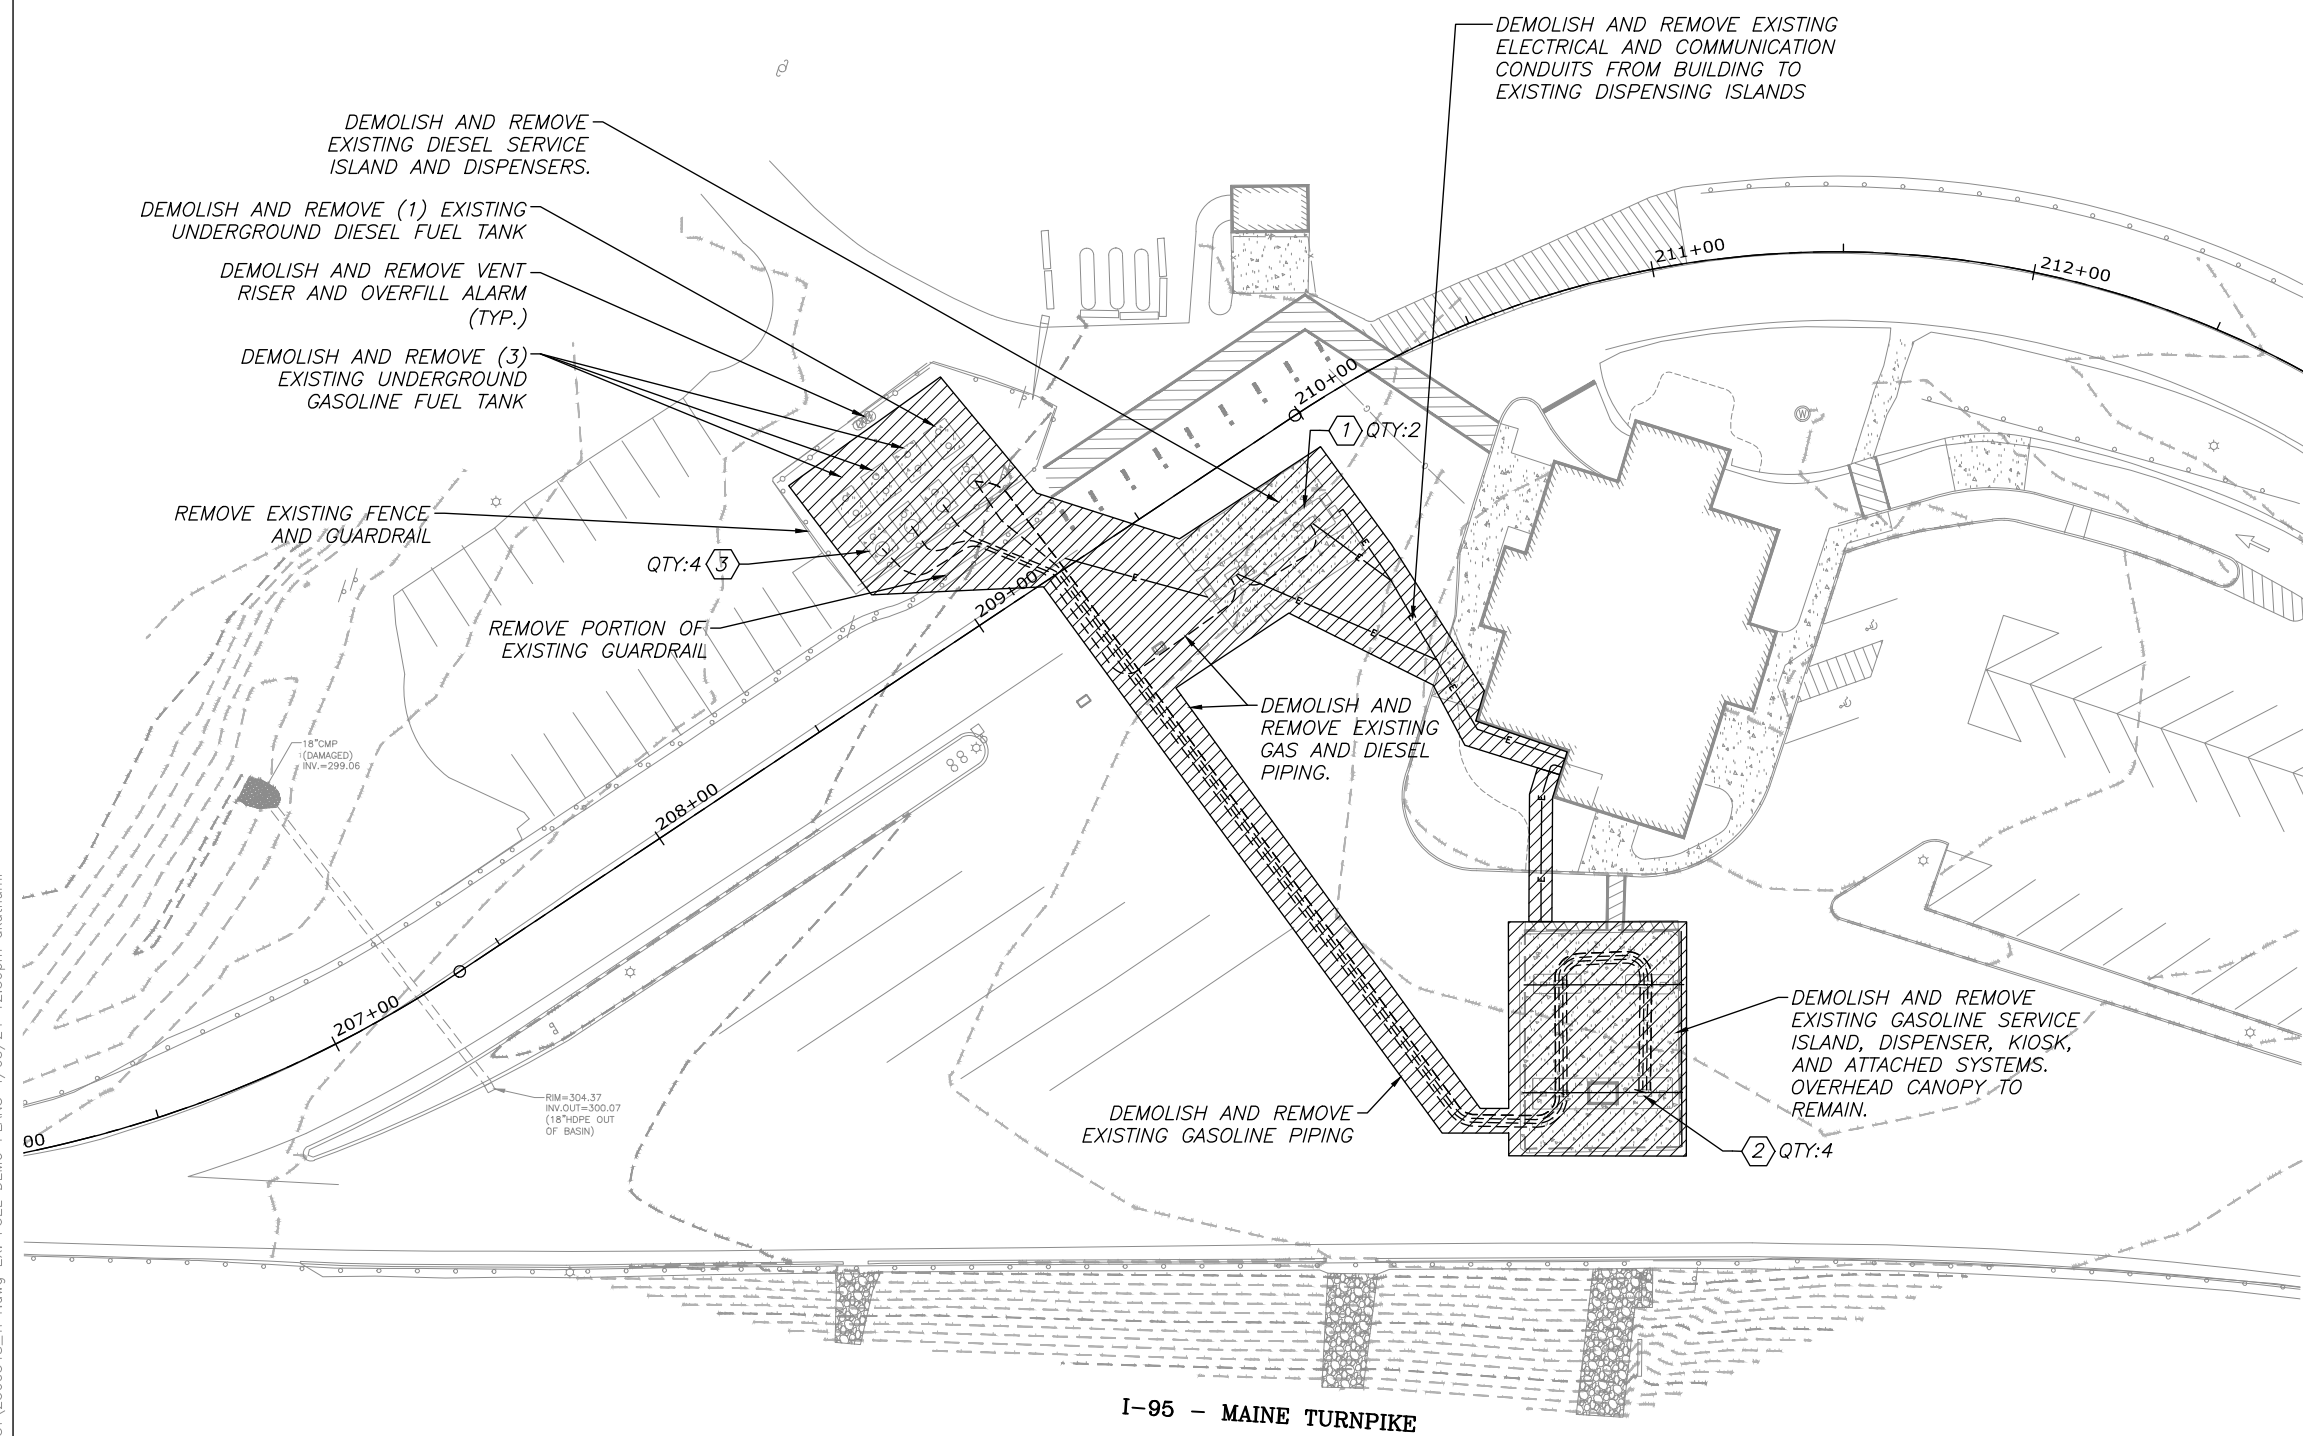 DEMOLISH AND REMOVE EXISTING
ELECTRICAL AND COMMUNICATION
CONDUITS FROM BUILDING TO
EXISTING DISPENSING ISLANDS
DEMOLISH AND REMOVE
EXISTING DIESEL SERVICE
ISLAND AND DISPENSERS.
DEMOLISH AND REMOVE (1) EXISTING
UNDERGROUND DIESEL FUEL TANK
DEMOLISH AND REMOVE VENT
RISER AND OVERFILL ALARM
(TYP.)
DEMOLISH AND REMOVE (3)
EXISTING UNDERGROUND
GASOLINE FUEL TANK
211+00
212+00
210+00
1 QTY:2
W
REMOVE EXISTING FENCE
AND GUARDRAIL
QTY:4 3
209+00
REMOVE PORTION OF
EXISTING GUARDRAIL
E
E
E
E
E
E
E
E
E
E
DEMOLISH AND
REMOVE EXISTING
GAS AND DIESEL
PIPING.
18"CMP
(DAMAGED)
INV.=299.06
208+00
207+00
00
RIM=304.37
INV.OUT=300.07
(18"HDPE OUT
OF BASIN)
DEMOLISH AND REMOVE
EXISTING GASOLINE SERVICE
ISLAND, DISPENSER, KIOSK,
AND ATTACHED SYSTEMS.
OVERHEAD CANOPY TO
REMAIN.
DEMOLISH AND REMOVE
EXISTING GASOLINE PIPING
2 QTY:4
I-95 - MAINE TURNPIKE